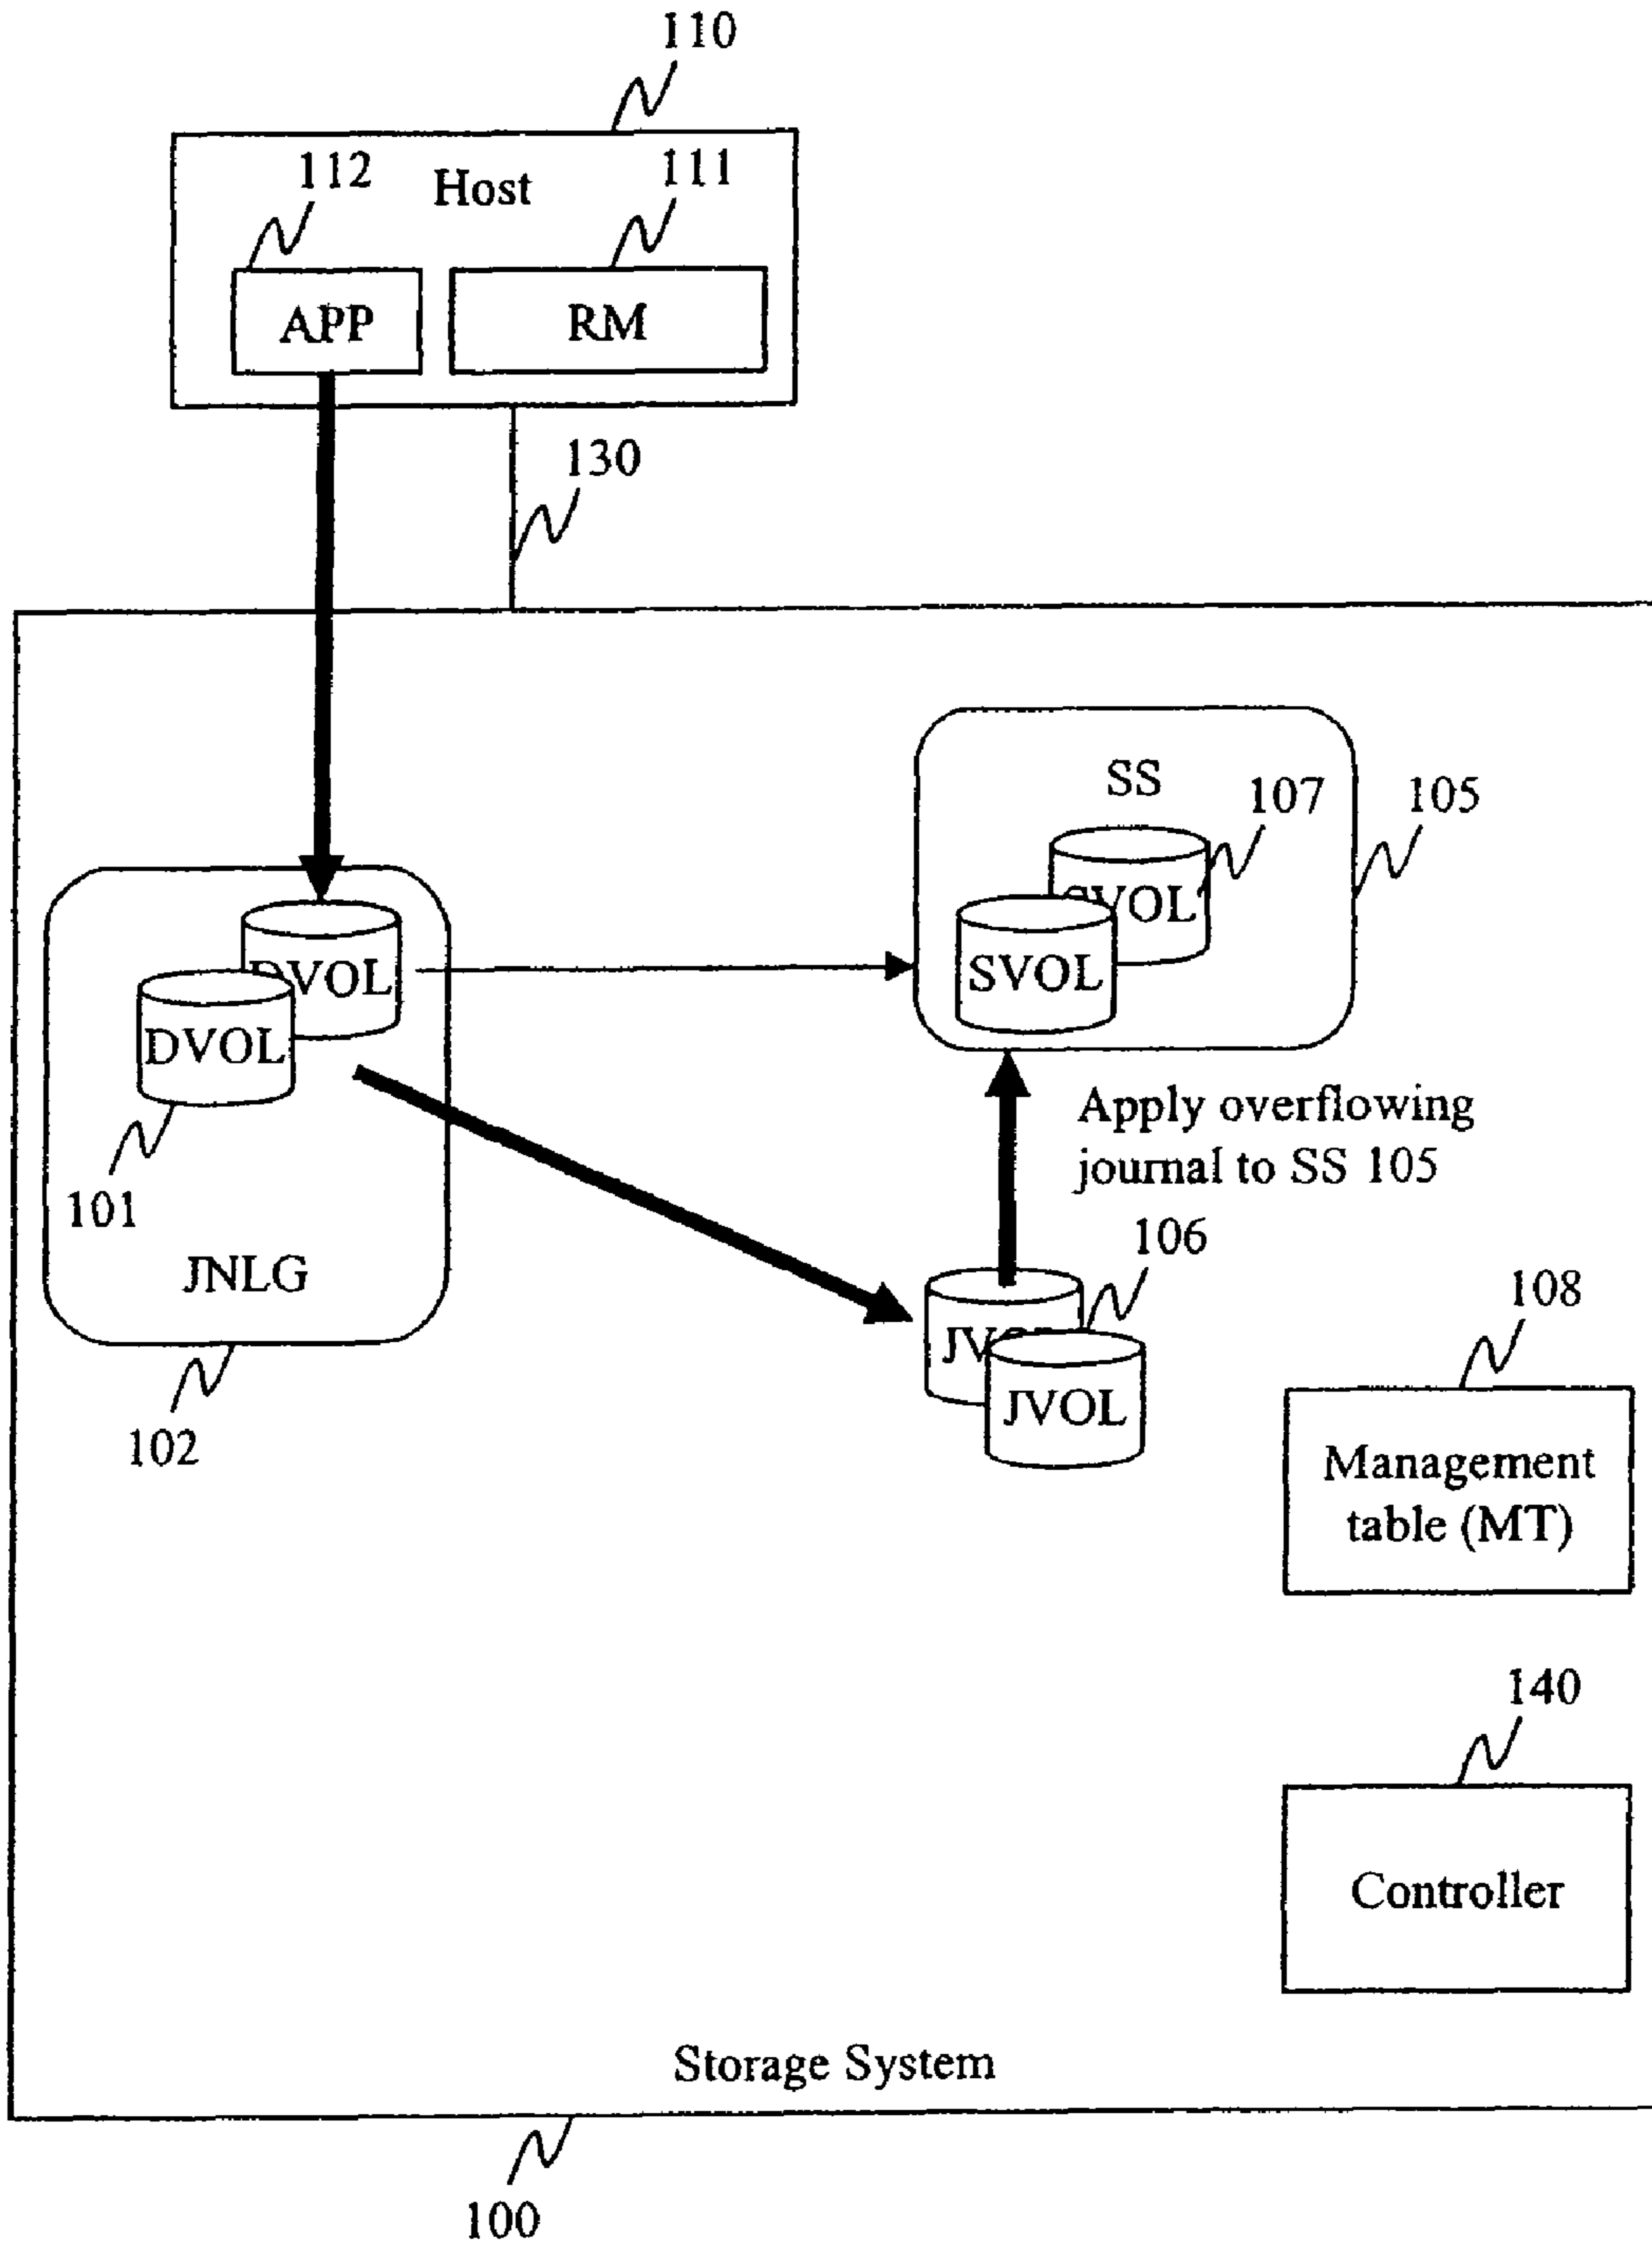 110
112
Host
111
APP
RM
130
SS
107
105
SVOL
SVOL
DVOL
DVOL
101
Apply overflowing
journal to SS 105
JNLG
106
108
JVOL
102
Management
table (MT)
140
Controller
Storage System
100